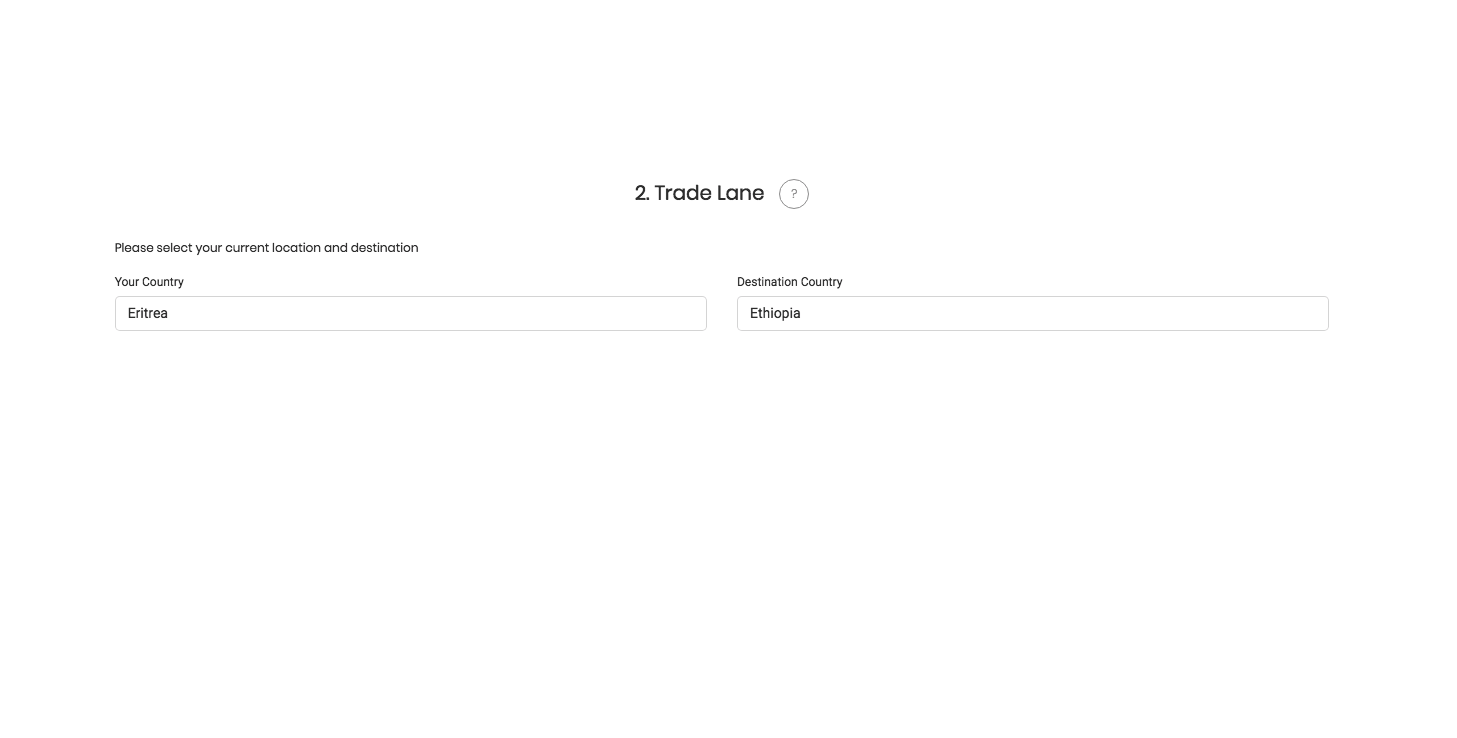 2. Trade Lane ?
Please select your current location and destination
Your Country
Destination Country
Eritrea
Ethiopia